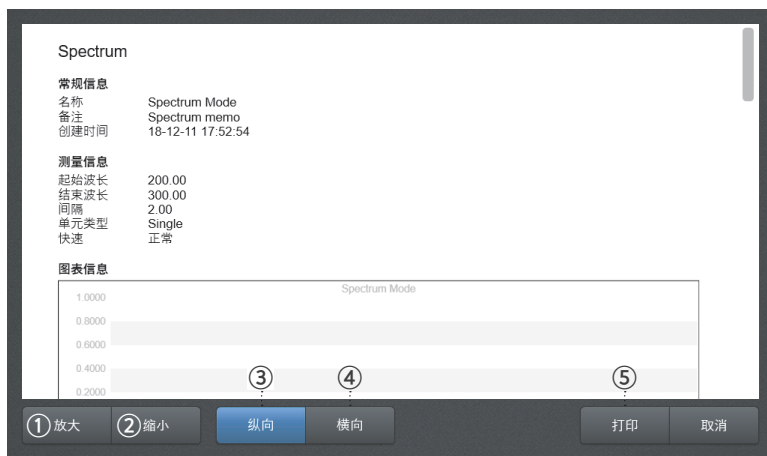 Spectrum
常规信息
名称 Spectrum Mode
备注 Spectrum memo
创建时间 18-12-11 17:52:54
测量信息
起始波长 200.00
结束波长 300.00
间隔 2.00
单元类型 Single
快速 正常
图表信息
Spectrum Mode
1.0000
0.8000
0.6000
0.4000
0.2000
③ ④ ⑤
①放大 ②缩小 纵向 横向 打印 取消